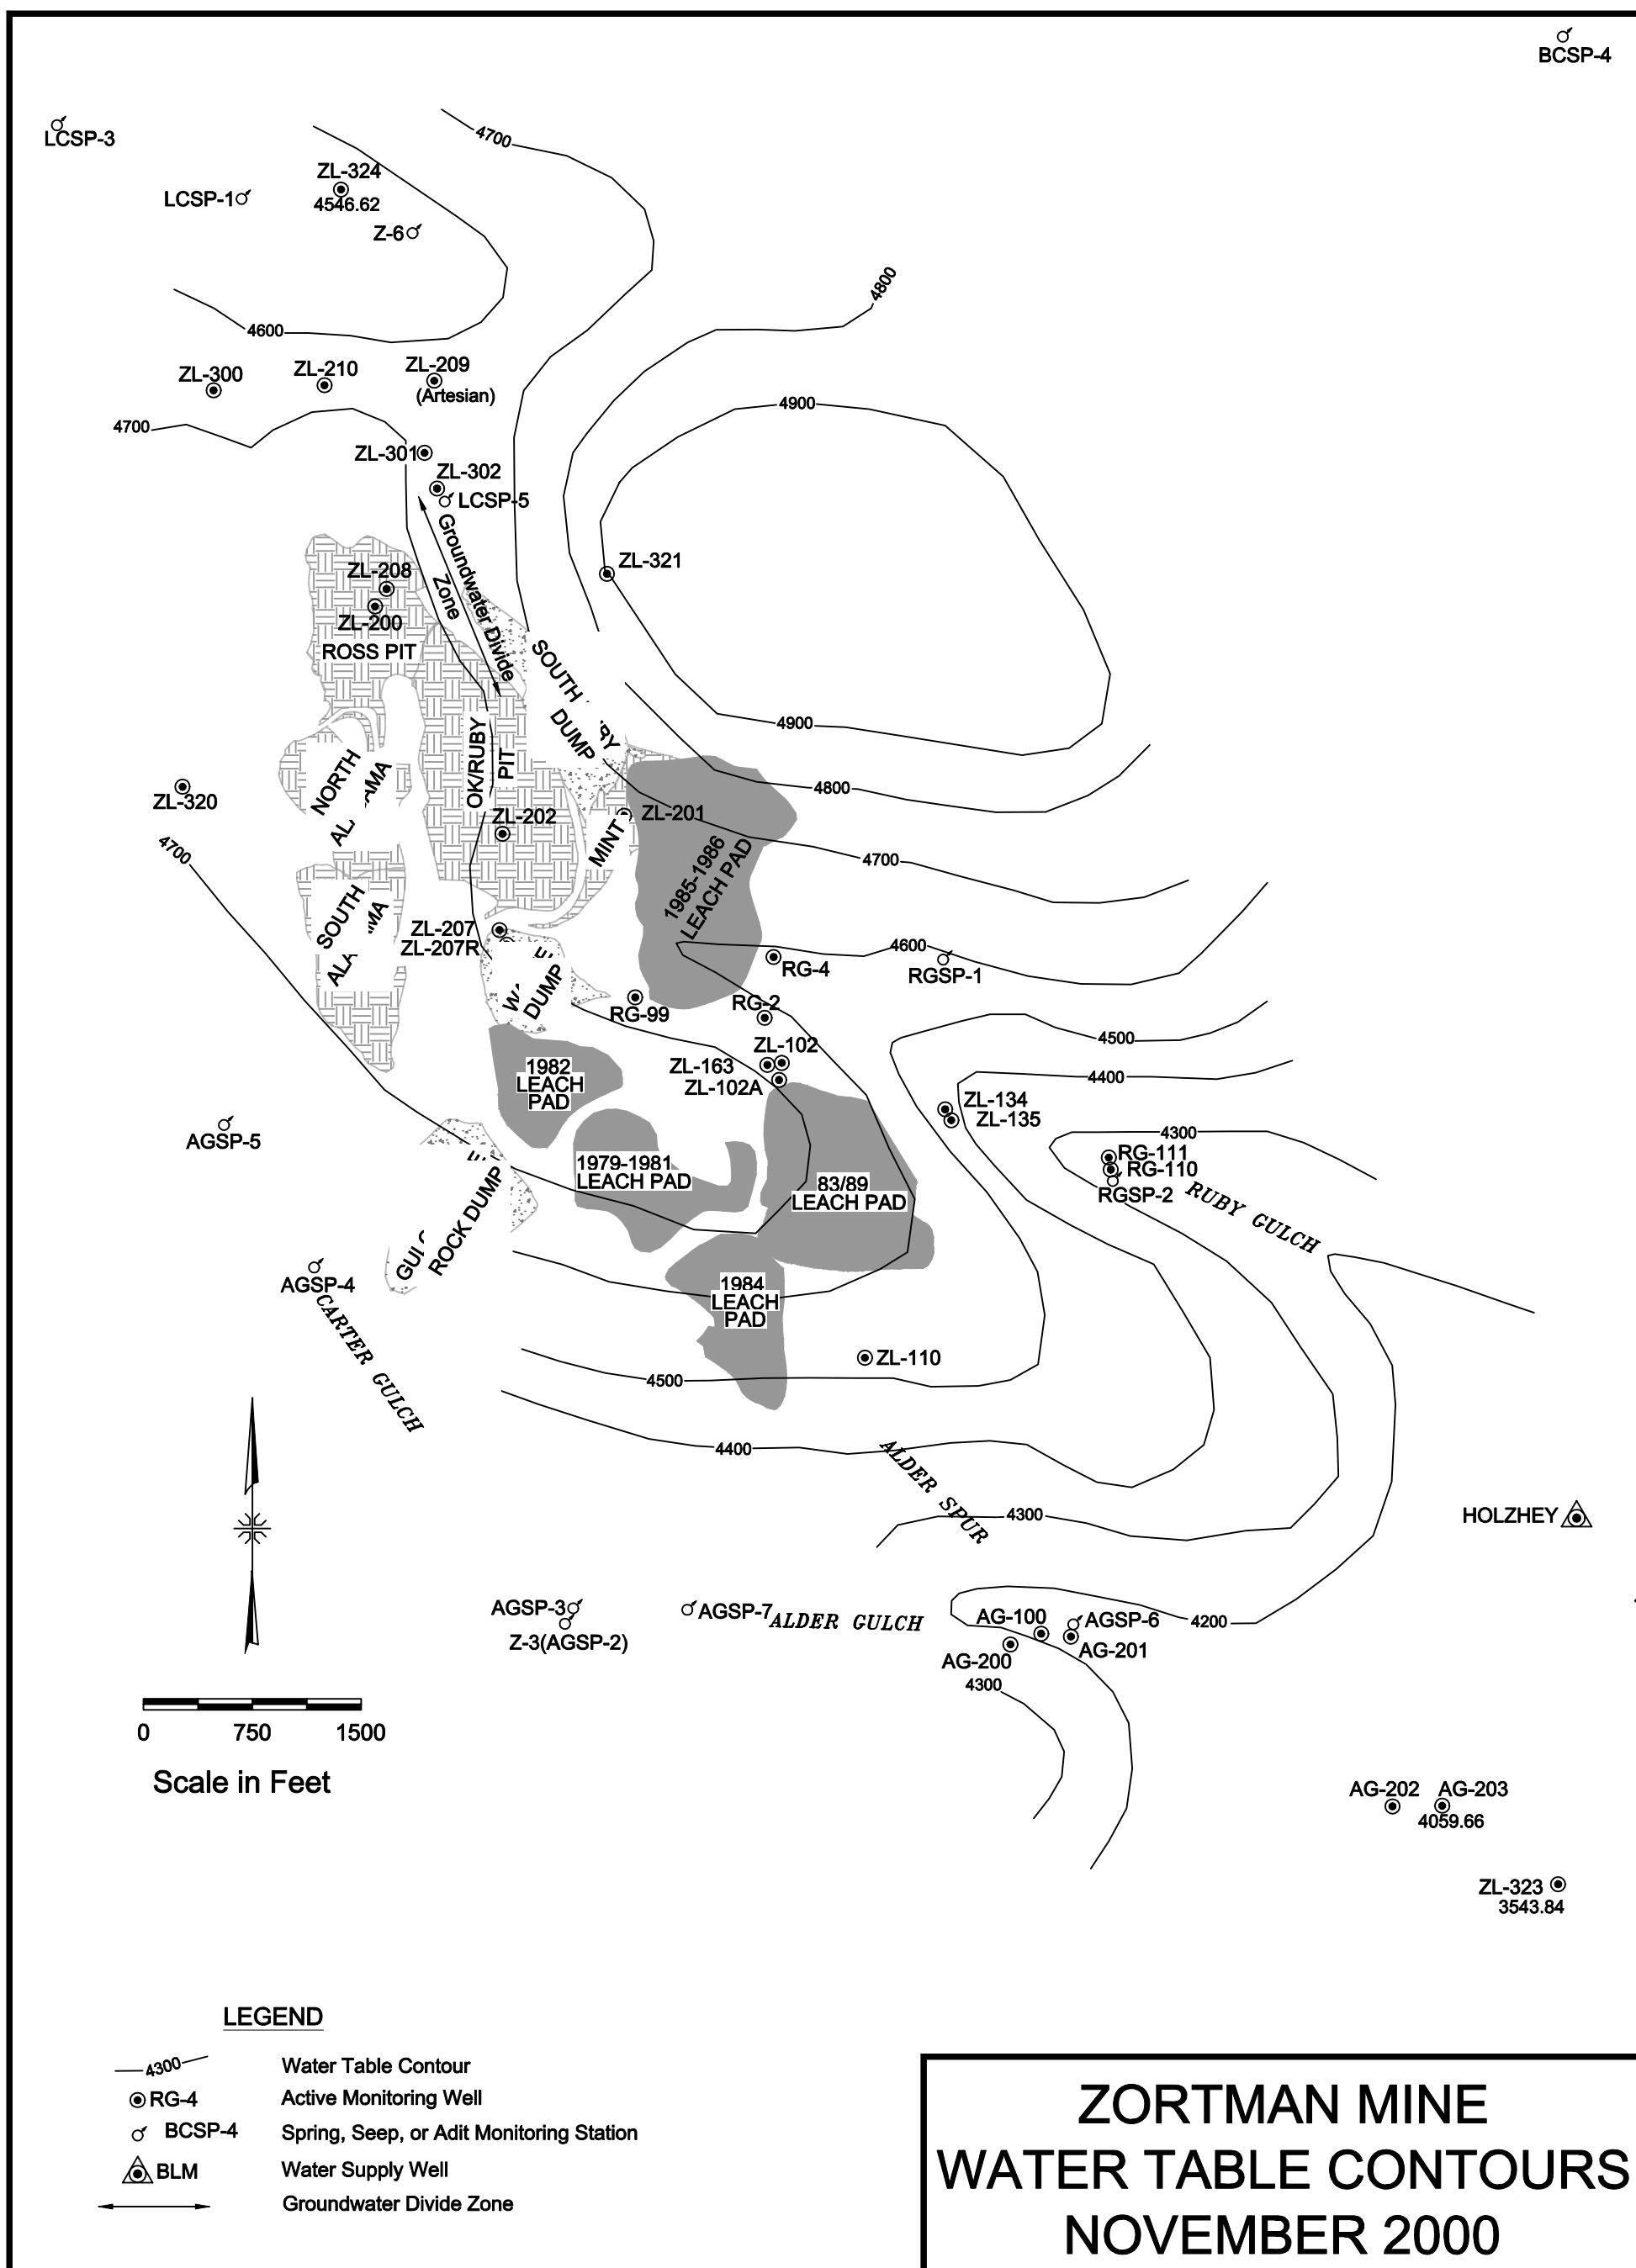 BCSP-4
LCSP-3
4700
ZL-324
LCSP-1
4546.62
Z-6
4800
4600
ZL-300
ZL-210
ZL-209
(Artesian)
4900
4700
ZL-301
ZL-302
LCSP-5
Groundwater Divide
Zone
ZL-321
ZL-208
ZL-200
ROSS PIT
SOUTH
DUMP
4900
OK/RUBY
PIT
NORTH
4800
ZL-320
ZL-202
ZL-201
MINT
4700
4700
1985-1986
LEACH PAD
SOUTH
ZL-207
ZL-207R
4600
RGSP-1
RG-4
DUMP
RG-99
RG-2
4500
ZL-102
ZL-163
ZL-102A
4400
1982
LEACH
PAD
ZL-134
ZL-135
AGSP-5
4300
RG-111
RG-110
RGSP-2
RUBY GULCH
1979-1981
LEACH PAD
83/89
LEACH PAD
ROCK DUMP
AGSP-4
CARTER GULCH
1984
LEACH
PAD
ZL-110
4500
4400
ALDER SPUR
4300
HOLZHEY
AGSP-3
Z-3(AGSP-2)
AGSP-7
ALDER GULCH
AG-100
AGSP-6
4200
AG-201
AG-200
4300
0 750 1500
Scale in Feet
AG-202
AG-203
4059.66
ZL-323
3543.84
LEGEND
4300 Water Table Contour
RG-4 Active Monitoring Well
BCSP-4 Spring, Seep, or Adit Monitoring Station
BLM Water Supply Well
Groundwater Divide Zone
ZORTMAN MINE
WATER TABLE CONTOURS
NOVEMBER 2000